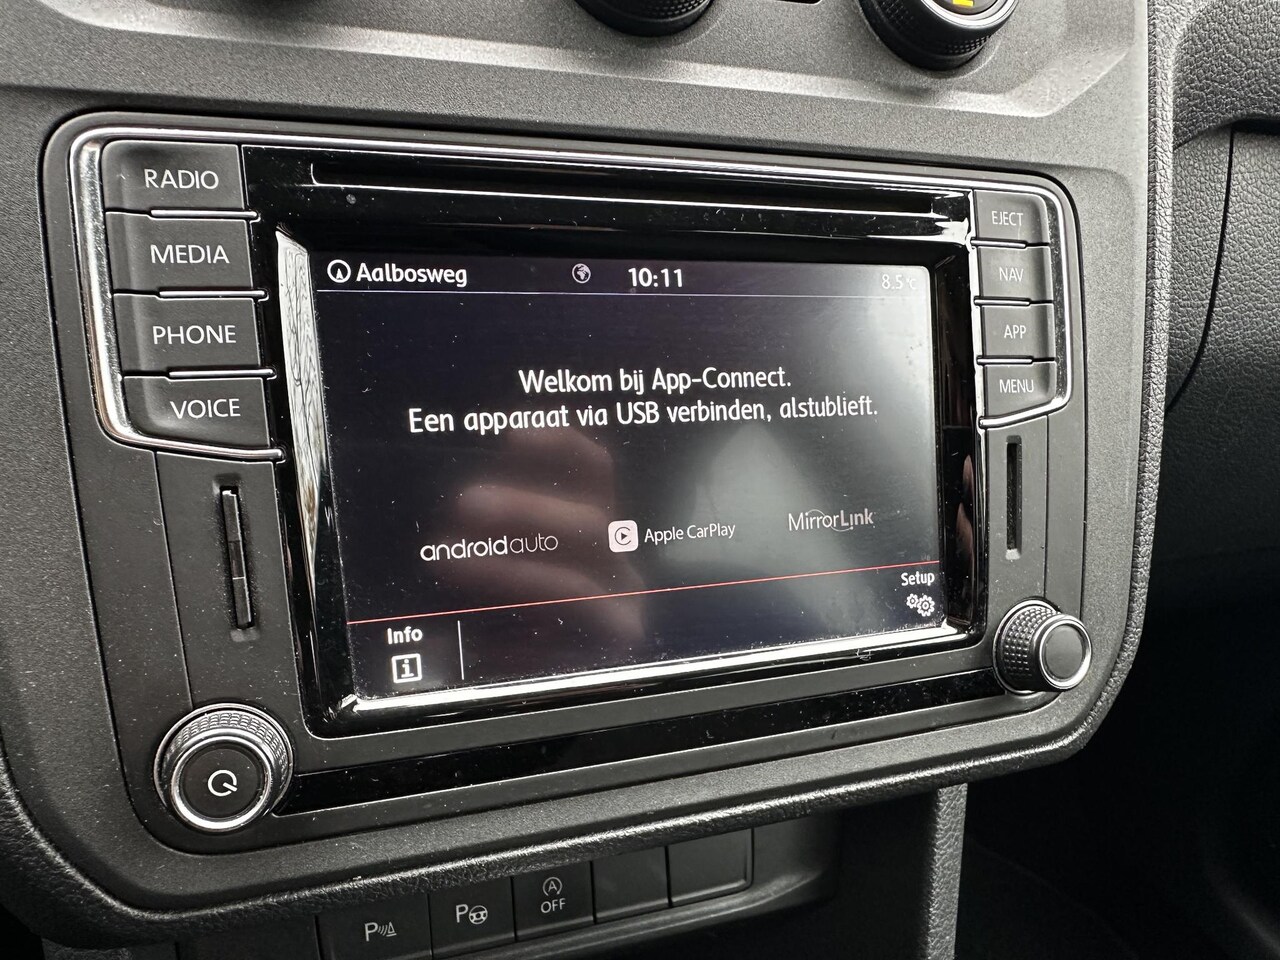 RADIO
MEDIA
PHONE
VOICE
EJECT
NAV
APP
MENU
Aalbosweg
10:11
8.5°C
Welkom bij App-Connect.
Een apparaat via USB verbinden, alstublieft.
androidauto
Apple CarPlay
MirrorLink
Setup
Info
i
P
P
A
OFF